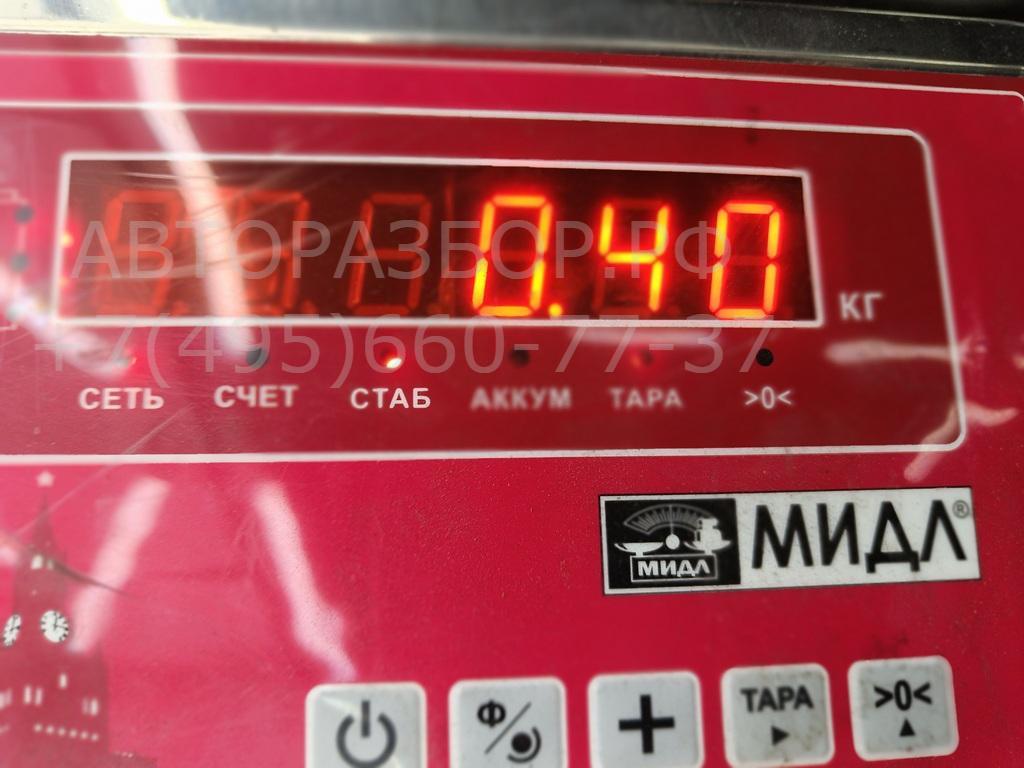 0.40
АВТОРАЗБОР.РФ
КГ
+7(495)660-77-37
СЕТЬ СЧЕТ СТАБ АККУМ ТАРА >0<
МИДЛ МИДЛ®
Ф ТАРА >0<
+